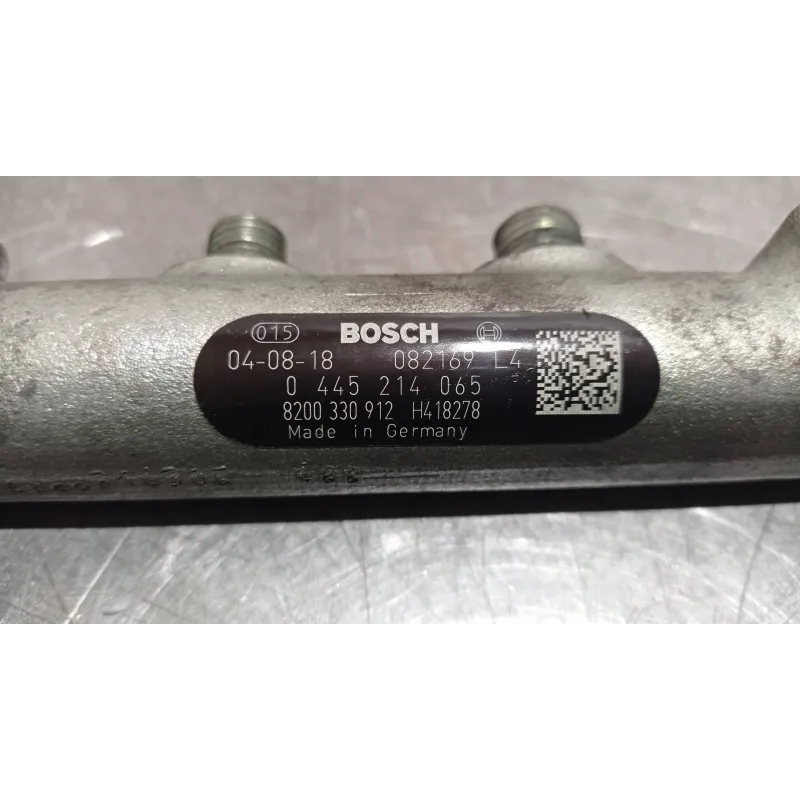 015 BOSCH
04-08-18 082169 L4
0 445 214 065
8200 330 912 H418278
Made in Germany